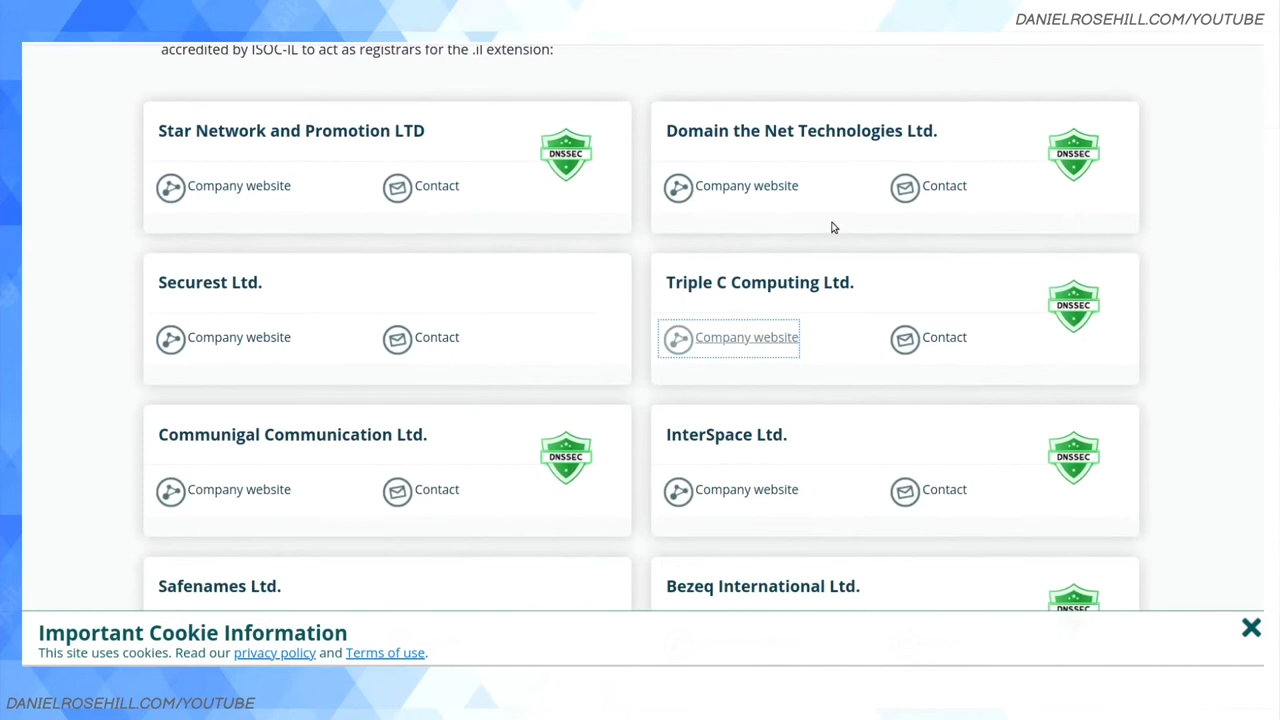 DANIELROSEHILL.COM/YOUTUBE
accredited by ISOC-IL to act as registrars for the .il extension:
Star Network and Promotion LTD
DNSSEC
Company website
Contact
Domain the Net Technologies Ltd.
DNSSEC
Company website
Contact
Securest Ltd.
Company website
Contact
Triple C Computing Ltd.
DNSSEC
Company website
Contact
Communigal Communication Ltd.
DNSSEC
Company website
Contact
InterSpace Ltd.
DNSSEC
Company website
Contact
Safenames Ltd.
Bezeq International Ltd.
DNSSEC
Important Cookie Information
This site uses cookies. Read our privacy policy and Terms of use.
DANIELROSEHILL.COM/YOUTUBE